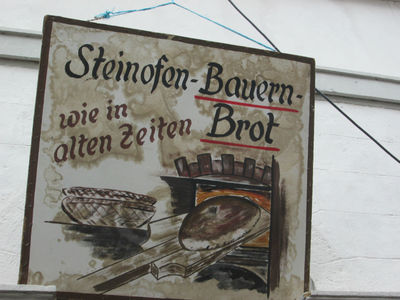 Steinofen-Bauern-
wie in Brot
alten Zeiten